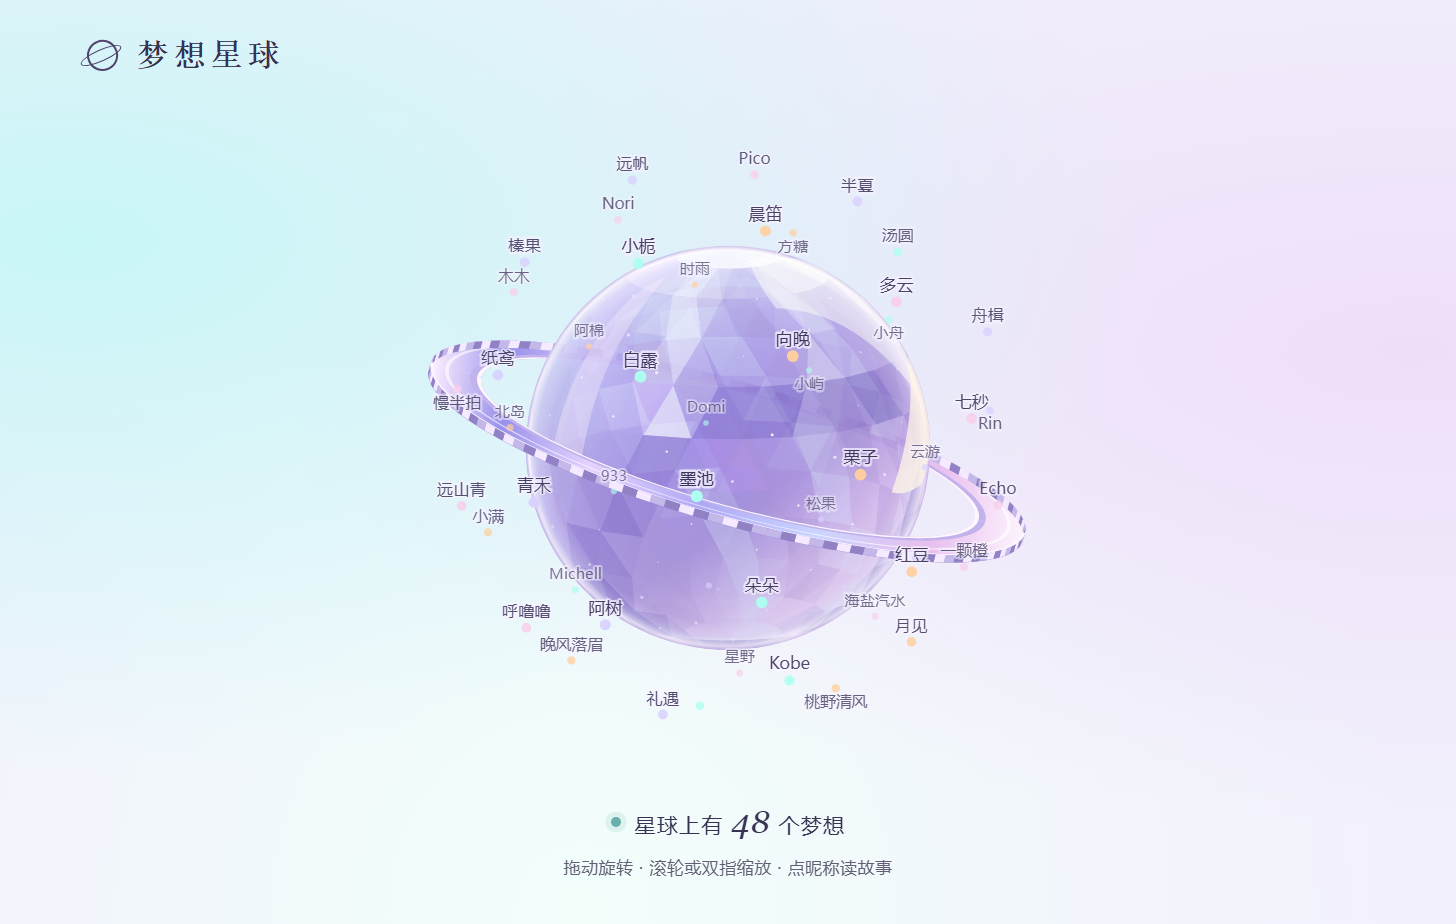 梦想星球
远帆
Pico
半夏
Nori
晨笛
汤圆
榛果
小栀
方糖
时雨
木木
多云
舟楫
阿棉
小舟
向晚
纸鸢
白露
小屿
慢半拍
北岛
Domi
七秒
Rin
云游
栗子
933
墨池
青禾
远山青
Echo
松果
小满
红豆
一颗橙
Michell
朵朵
海盐汽水
呼噜噜
阿树
月见
晚风落眉
星野
Kobe
礼遇
桃野清风
星球上有 48 个梦想
拖动旋转 · 滚轮或双指缩放 · 点昵称读故事